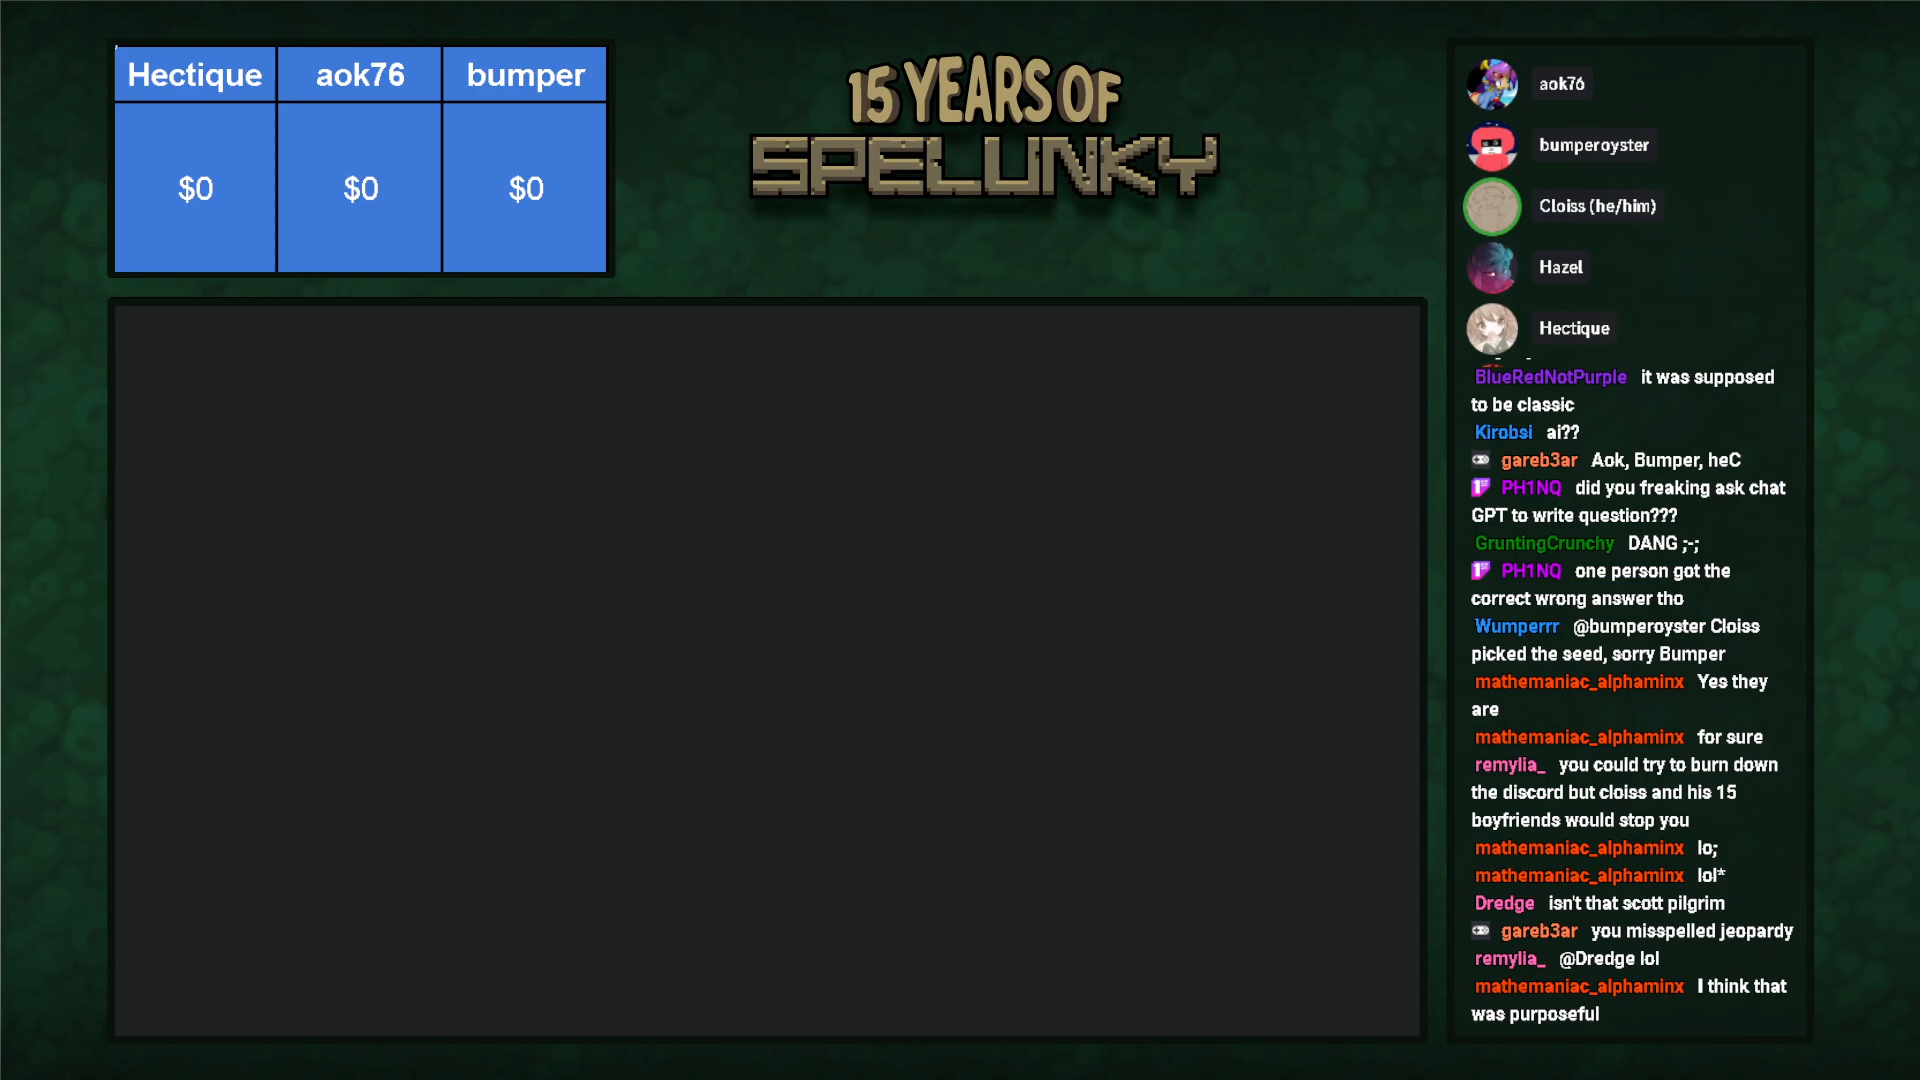 Hectique aok76 bumper
$0 $0 $0
15 YEARS OF
SPELUNKY
aok76
bumperoyster
Cloiss (he/him)
Hazel
Hectique
BlueRedNotPurple it was supposed
to be classic
Kirobsi ai??
gareb3ar Aok, Bumper, heC
PH1NQ did you freaking ask chat
GPT to write question???
GruntingCrunchy DANG ;-;
PH1NQ one person got the
correct wrong answer tho
Wumperrr @bumperoyster Cloiss
picked the seed, sorry Bumper
mathemaniac_alphaminx Yes they
are
mathemaniac_alphaminx for sure
remylia_ you could try to burn down
the discord but cloiss and his 15
boyfriends would stop you
mathemaniac_alphaminx lo;
mathemaniac_alphaminx lol*
Dredge isn't that scott pilgrim
gareb3ar you misspelled jeopardy
remylia_ @Dredge lol
mathemaniac_alphaminx I think that
was purposeful